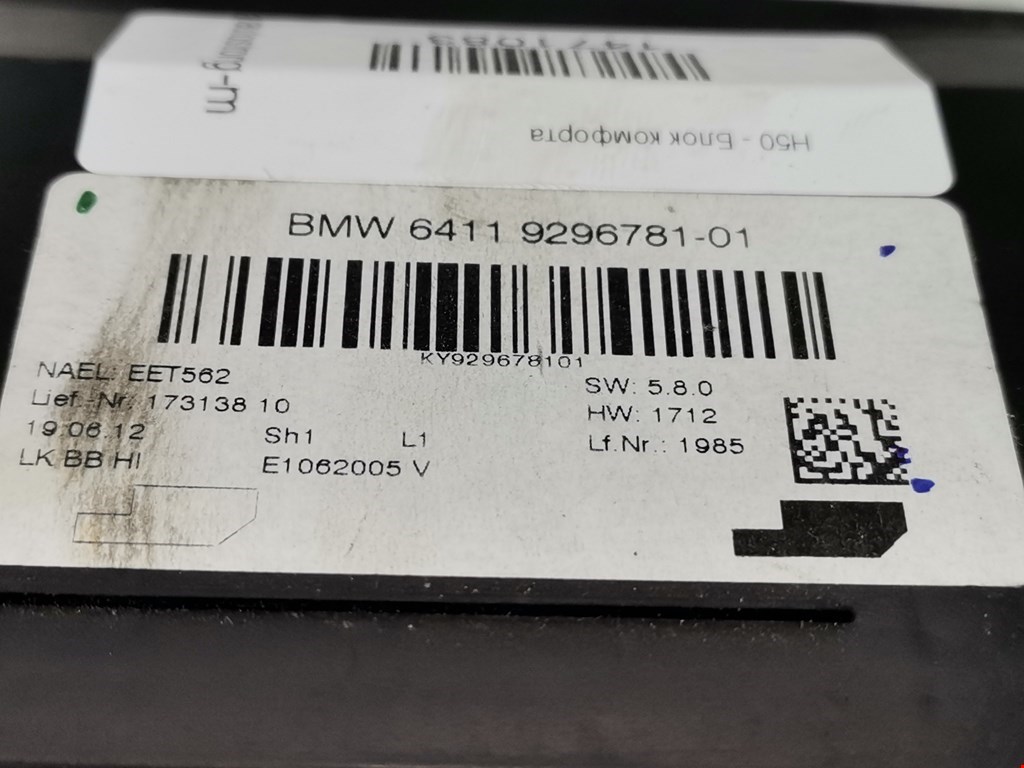 H50 - Блок комфорта
BMW 6411 9296781-01
KY929678101
NAEL: EET562
Lief.-Nr. 173138 10
19.06.12 Sh1 L1
LK BB HI E1062005 V
SW: 5.8.0
HW: 1712
Lf.Nr.: 1985